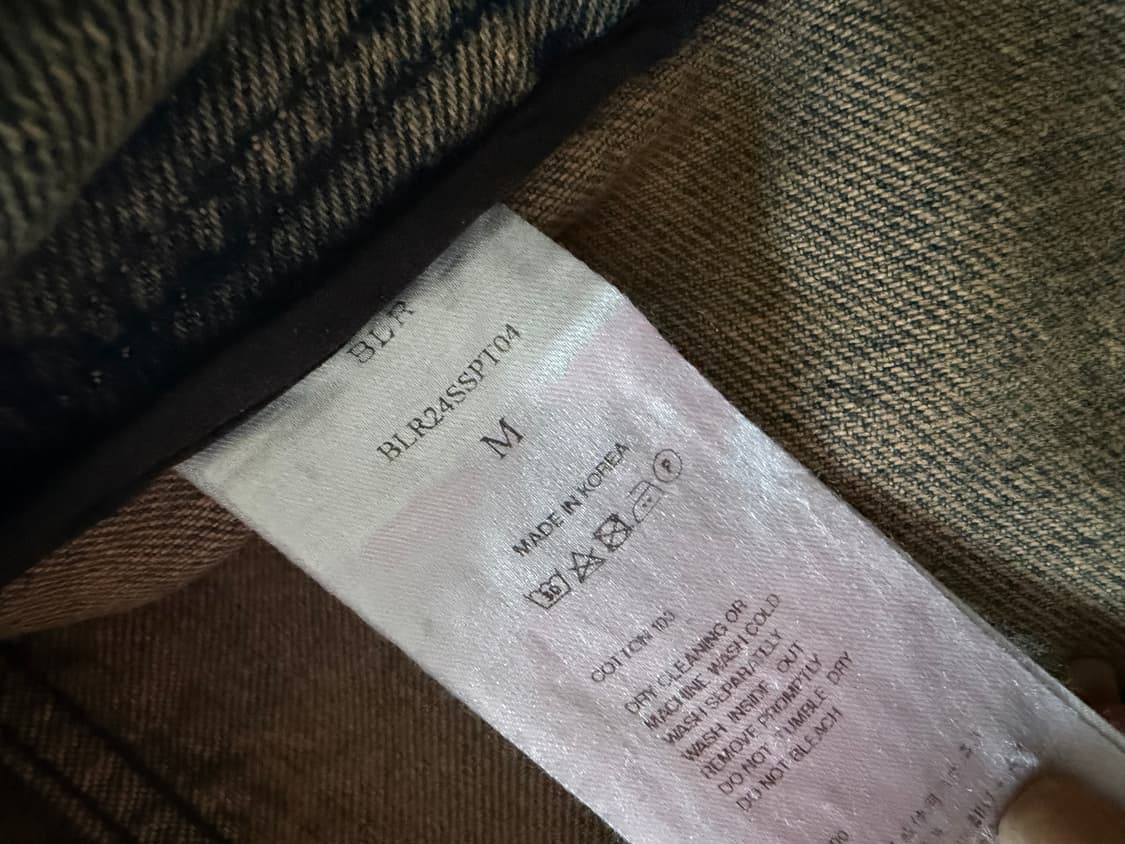 BLR
BLR24SSPT04
M
MADE IN KOREA
30 P
COTTON 100
DRY CLEANING OR
MACHINE WASH COLD
WASH SEPARATELY
WASH INSIDE OUT
REMOVE PROMPTLY
DO NOT TUMBLE DRY
DO NOT BLEACH